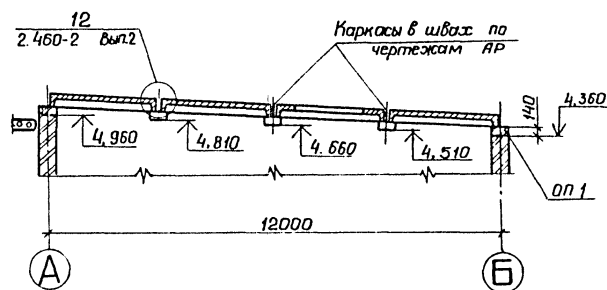 12
2.460-2 Вып.2
Каркасы в швах по
чертежам АР
140
4,360
4,960
4,810
4.660
4,510
ОП 1
12000
А
Б